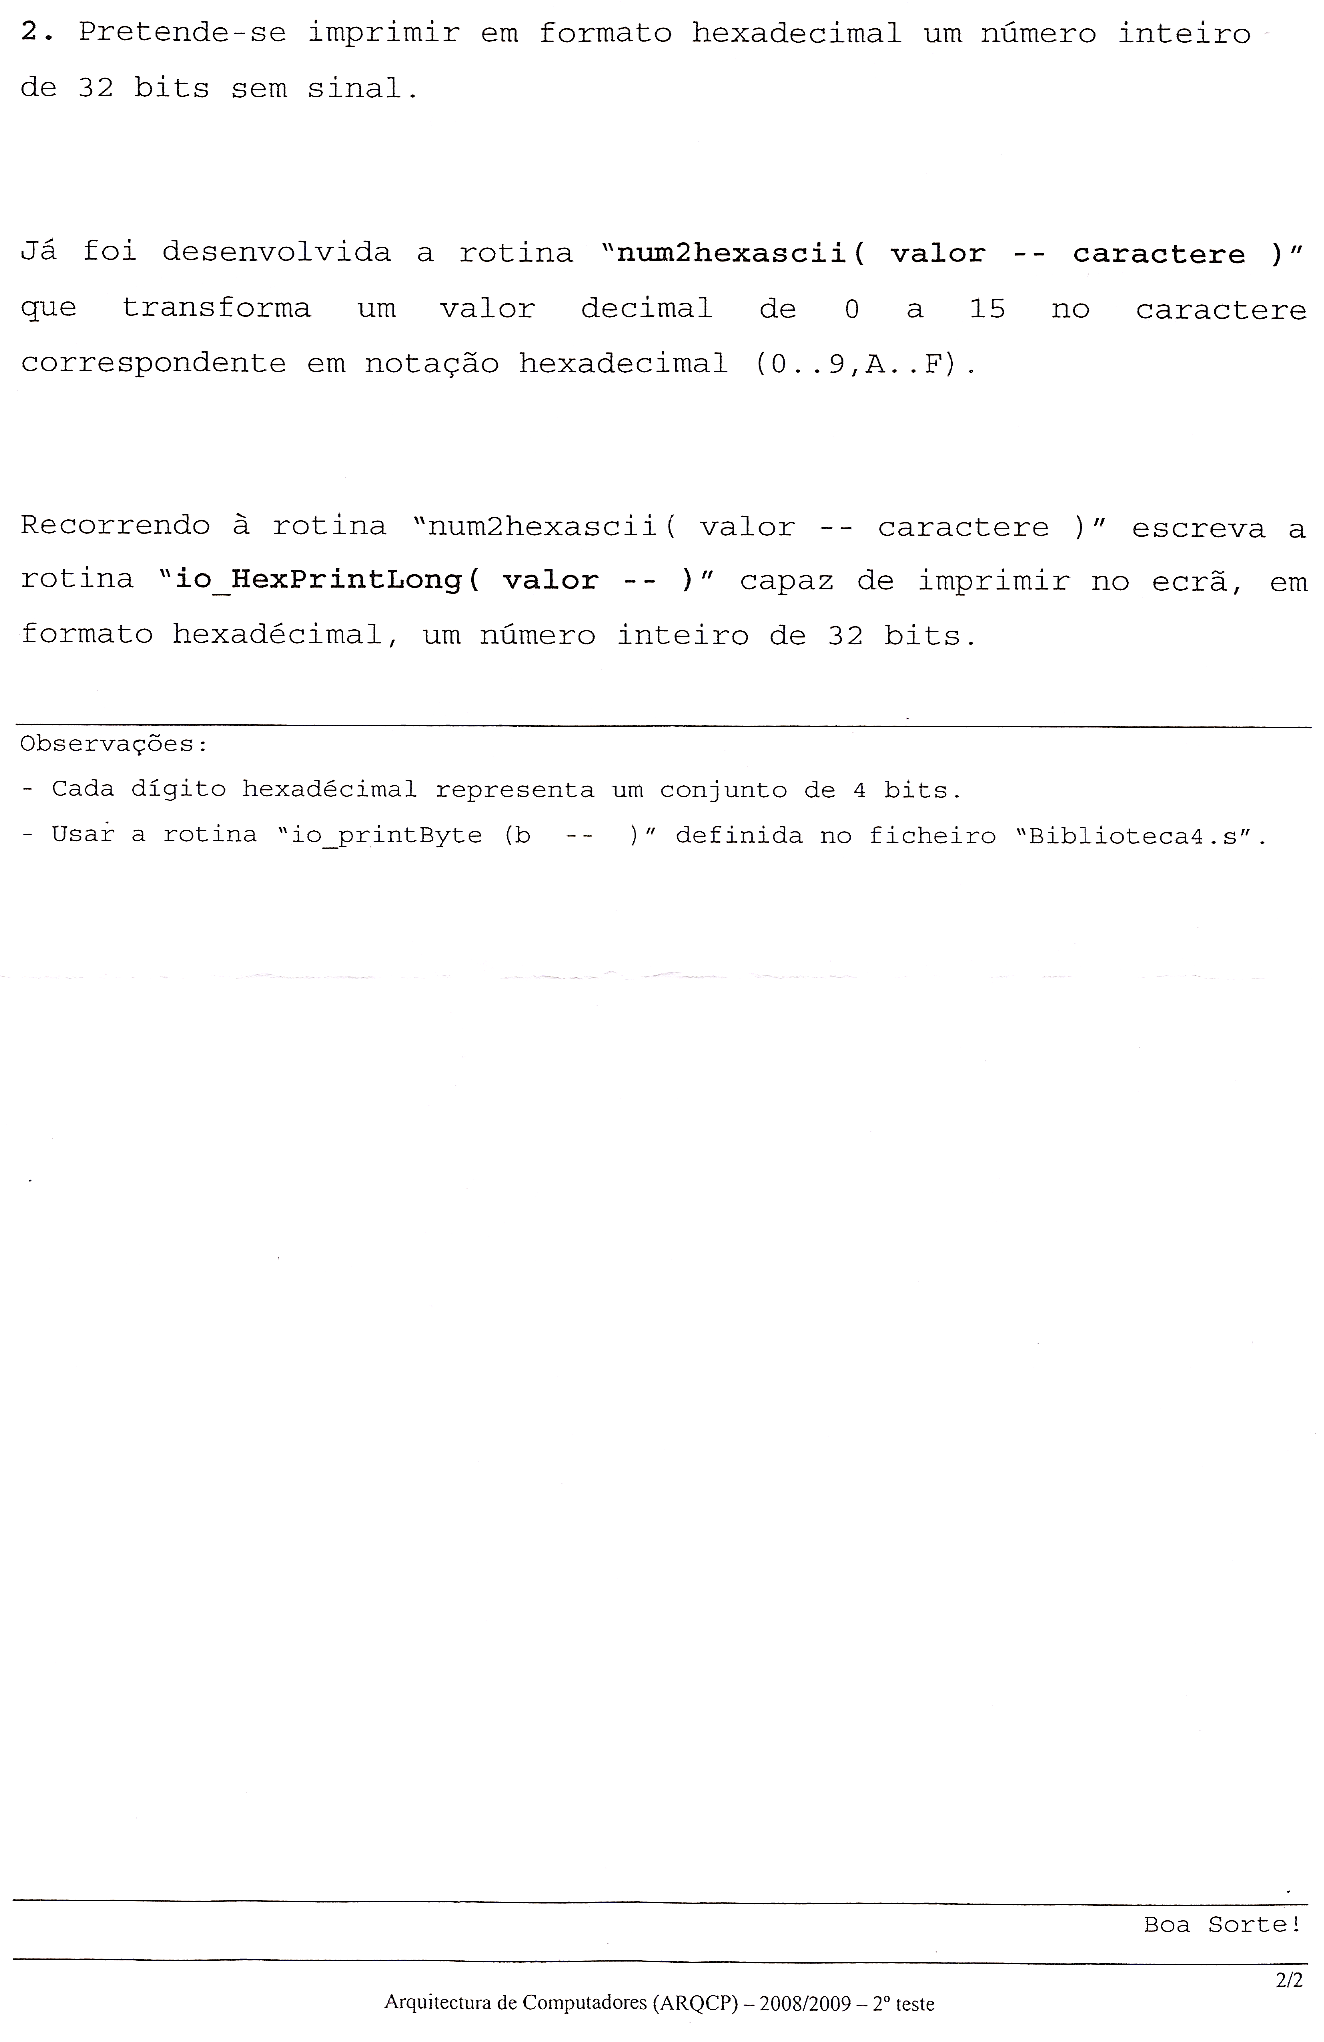 2. Pretende-se imprimir em formato hexadecimal um número inteiro
de 32 bits sem sinal.
Já foi desenvolvida a rotina "num2hexascii( valor -- caractere )"
que transforma um valor decimal de 0 a 15 no caractere
correspondente em notação hexadecimal (0..9,A..F).
Recorrendo à rotina "num2hexascii( valor -- caractere )" escreva a
rotina "io_HexPrintLong( valor -- )" capaz de imprimir no ecrã, em
formato hexadécimal, um número inteiro de 32 bits.
Observações:
- Cada dígito hexadécimal representa um conjunto de 4 bits.
- Usar a rotina "io_printByte (b -- )" definida no ficheiro "Biblioteca4.s".
Boa Sorte!
2/2
Arquitectura de Computadores (ARQCP) – 2008/2009 – 2º teste